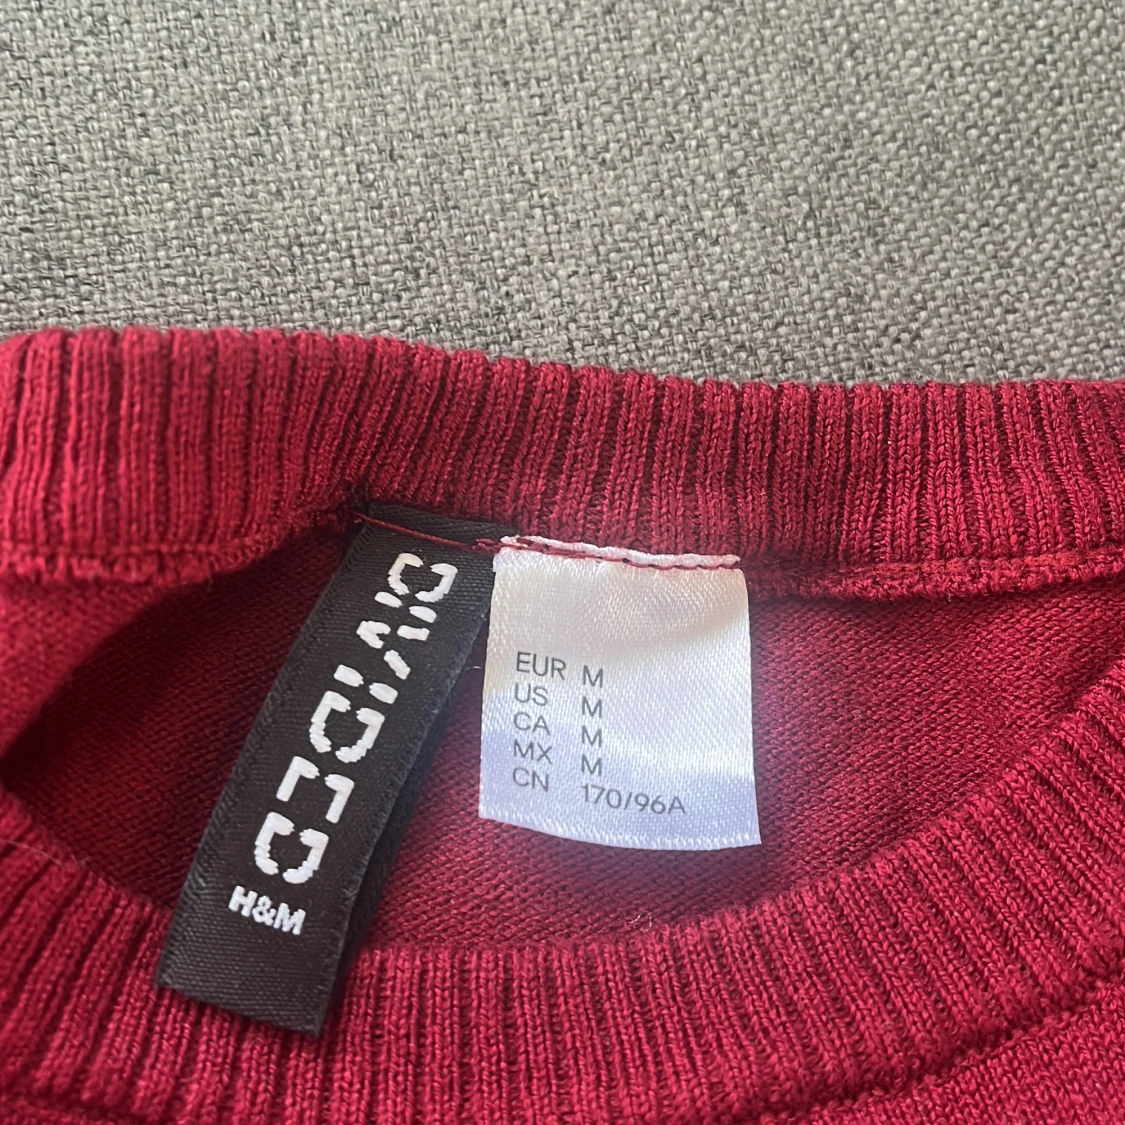 DIVIDED
H&M
EUR M
US M
CA M
MX M
CN 170/96A